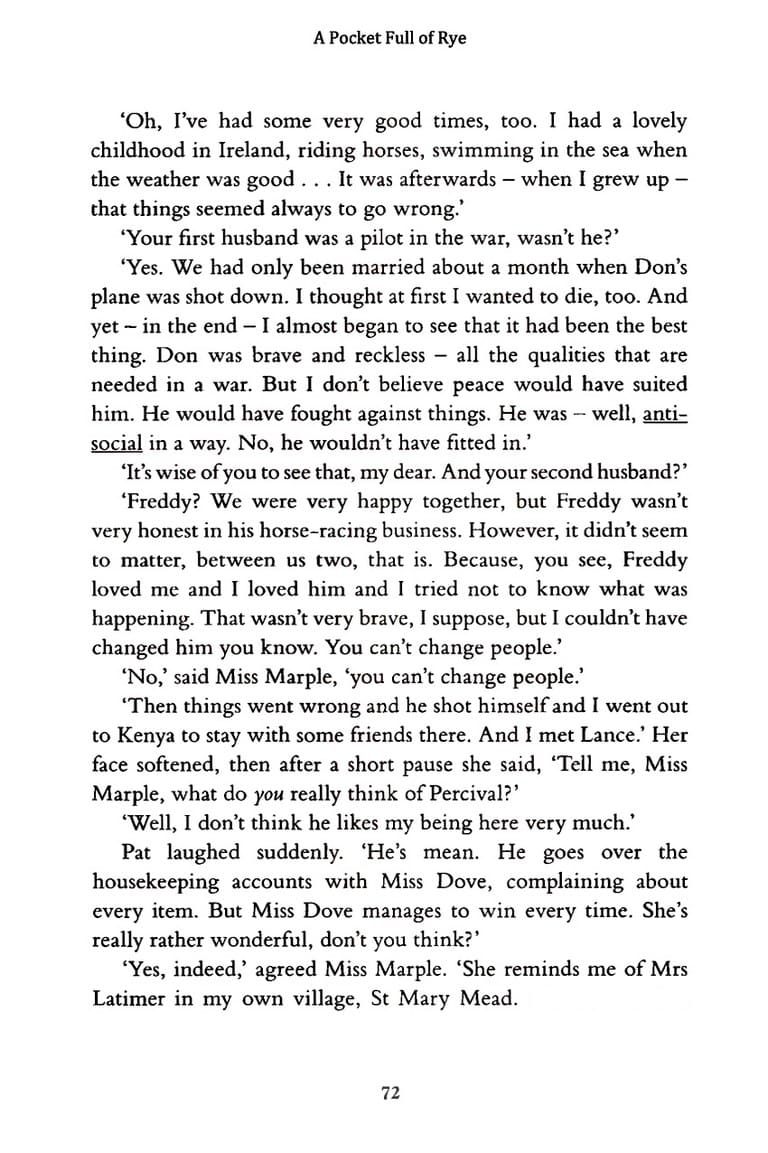 A Pocket Full of Rye
‘Oh, I’ve had some very good times, too. I had a lovely
childhood in Ireland, riding horses, swimming in the sea when
the weather was good . . . It was afterwards – when I grew up –
that things seemed always to go wrong.’
‘Your first husband was a pilot in the war, wasn’t he?’
‘Yes. We had only been married about a month when Don’s
plane was shot down. I thought at first I wanted to die, too. And
yet – in the end – I almost began to see that it had been the best
thing. Don was brave and reckless – all the qualities that are
needed in a war. But I don’t believe peace would have suited
him. He would have fought against things. He was – well, anti-
social in a way. No, he wouldn’t have fitted in.’
‘It’s wise of you to see that, my dear. And your second husband?’
‘Freddy? We were very happy together, but Freddy wasn’t
very honest in his horse-racing business. However, it didn’t seem
to matter, between us two, that is. Because, you see, Freddy
loved me and I loved him and I tried not to know what was
happening. That wasn’t very brave, I suppose, but I couldn’t have
changed him you know. You can’t change people.’
‘No,’ said Miss Marple, ‘you can’t change people.’
‘Then things went wrong and he shot himself and I went out
to Kenya to stay with some friends there. And I met Lance.’ Her
face softened, then after a short pause she said, ‘Tell me, Miss
Marple, what do you really think of Percival?’
‘Well, I don’t think he likes my being here very much.’
Pat laughed suddenly. ‘He’s mean. He goes over the
housekeeping accounts with Miss Dove, complaining about
every item. But Miss Dove manages to win every time. She’s
really rather wonderful, don’t you think?’
‘Yes, indeed,’ agreed Miss Marple. ‘She reminds me of Mrs
Latimer in my own village, St Mary Mead.
72